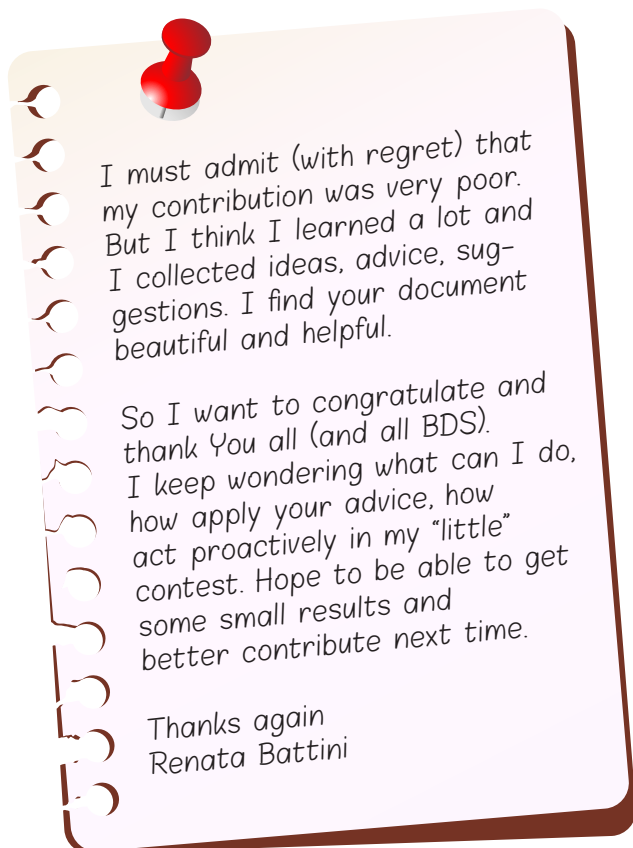 I must admit (with regret) that
my contribution was very poor.
But I think I learned a lot and
I collected ideas, advice, sug-
gestions. I find your document
beautiful and helpful.
So I want to congratulate and
thank You all (and all BDS).
I keep wondering what can I do,
how apply your advice, how
act proactively in my “little”
contest. Hope to be able to get
some small results and
better contribute next time.
Thanks again
Renata Battini